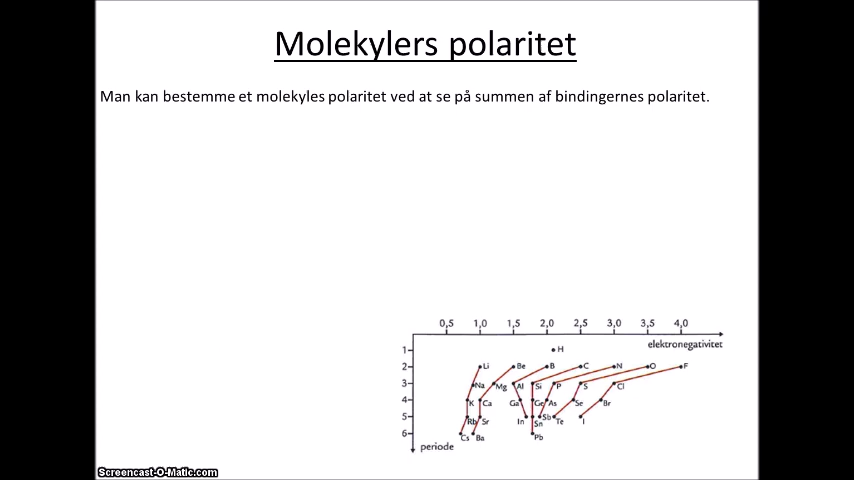 Molekylers polaritet
Man kan bestemme et molekyles polaritet ved at se på summen af bindingernes polaritet.
0,5 1,0 1,5 2,0 2,5 3,0 3,5 4,0
elektronegativitet
1 H
2 Li Be B C N O F
3 Na Mg Al Si P S Cl
4 K Ca Ga Ge As Se Br
5 Rb Sr In Sn Sb Te I
6 Cs Ba Pb
periode
Screencast-O-Matic.com